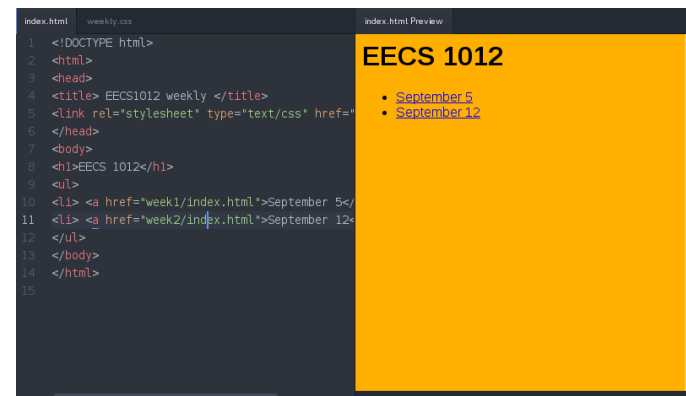 index.html weekly.css
1 <!DOCTYPE html>
2 <html>
3 <head>
4 <title> EECS1012 weekly </title>
5 <link rel="stylesheet" type="text/css" href="
6 </head>
7 <body>
8 <h1>EECS 1012</h1>
9 <ul>
10 <li> <a href="week1/index.html">September 5</
11 <li> <a href="week2/index.html">September 12<
12 </ul>
13 </body>
14 </html>
15
index.html Preview
EECS 1012
• September 5
• September 12